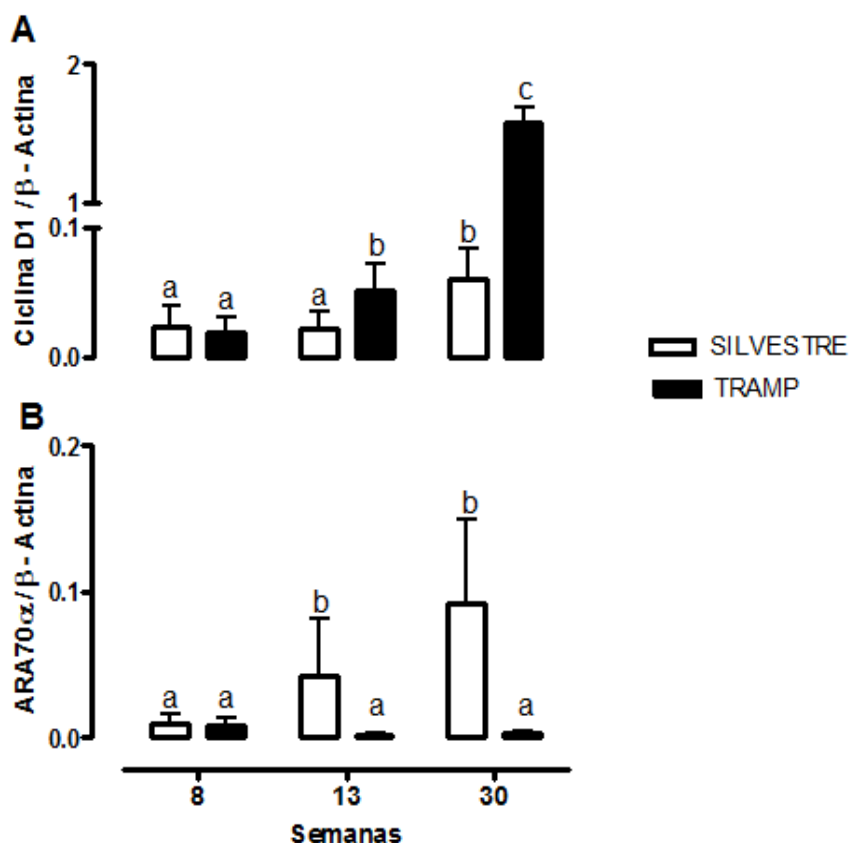 A
Ciclina D1 / β - Actina
2
1
0.1
0.0
a
a
a
b
b
c
SILVESTRE
TRAMP
B
ARA70α/β- Actina
0.2
0.1
0.0
a
a
b
a
b
a
8
13
30
Semanas